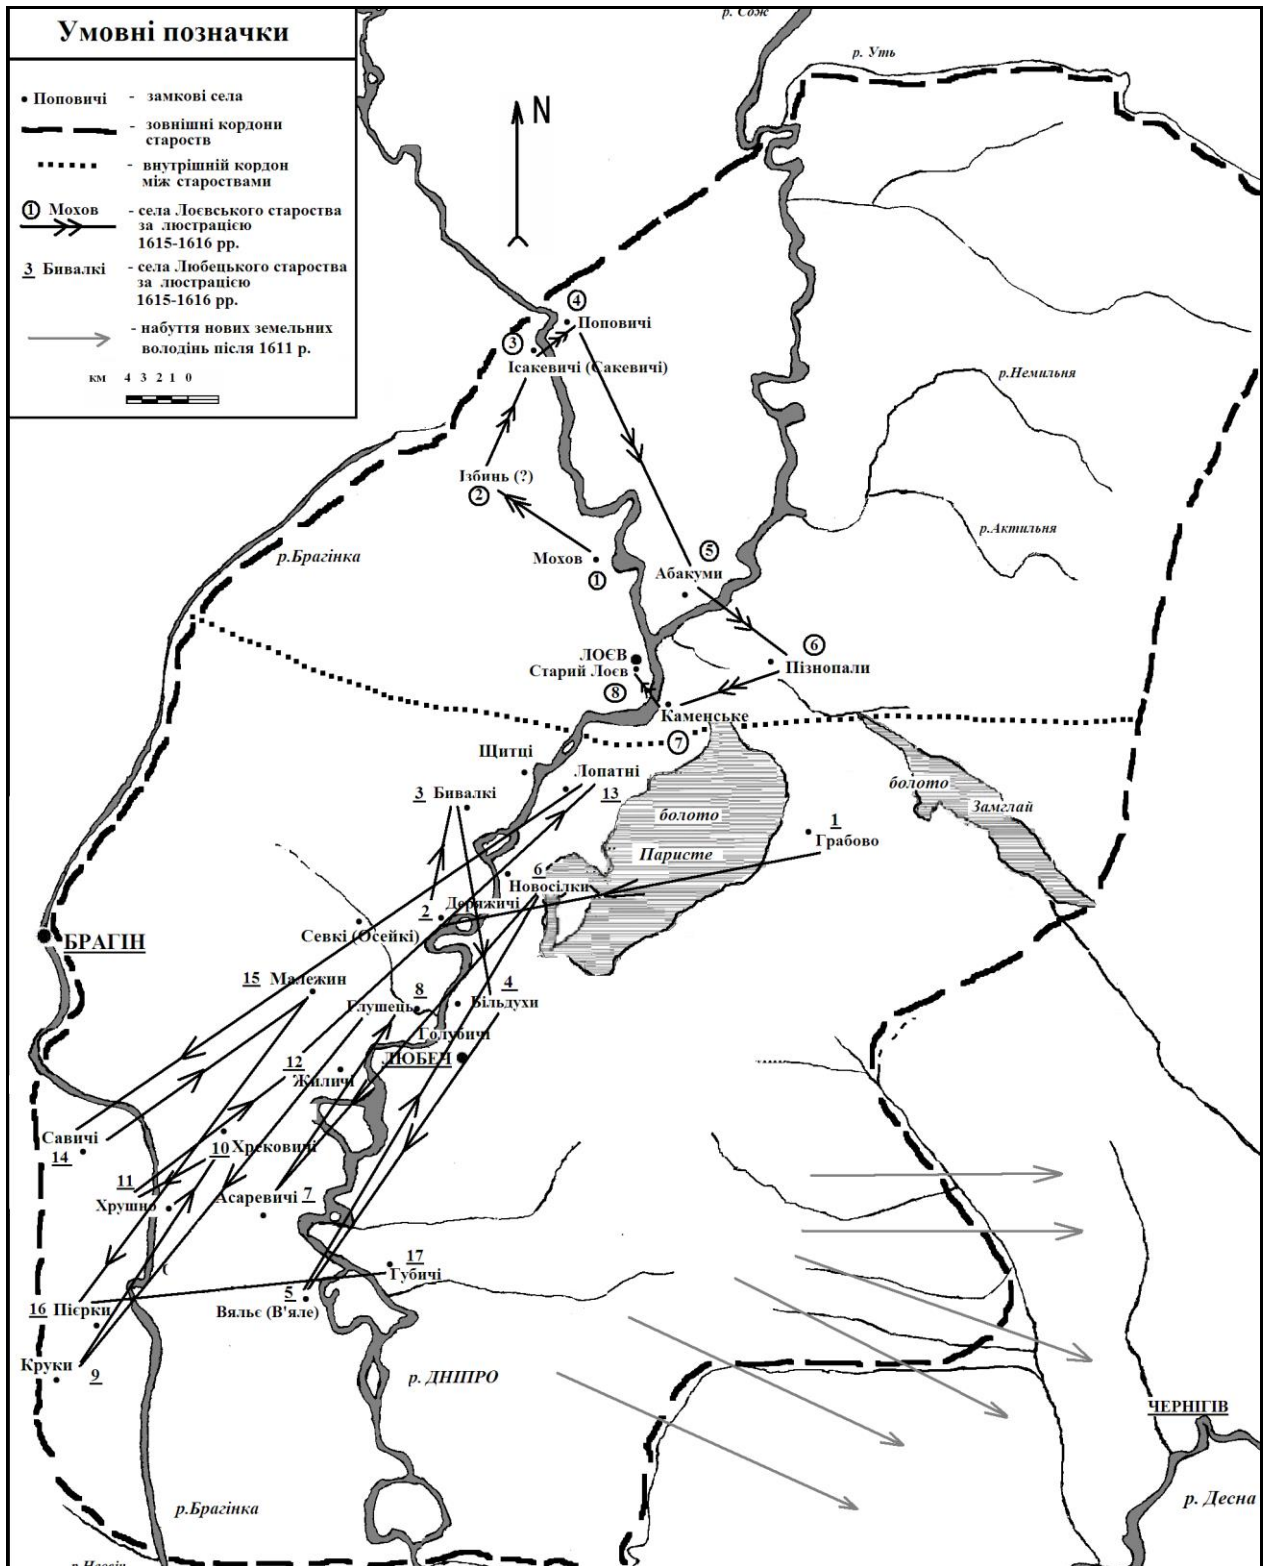 Умовні позначки
Поповичі - замкові села
- зовнішні кордони
староств
- внутрішній кордон
між староствами
1 Мохов - села Лоєвського староства
за люстрацією
1615-1616 рр.
3 Бивалкі - села Любецького староства
за люстрацією
1615-1616 рр.
- набуття нових земельних
володінь після 1611 р.
км 4 3 2 1 0
N
р. Сож
р. Уть
4
Поповичі
3
Ісакевичі (Сакевичі)
р.Немильня
Ізбинь (?)
2
р.Актильня
р.Брагінка
Мохов
1
5
Абакуми
6
Пізнопали
ЛОЄВ
Старий Лоєв
8
Каменське
7
Щитці
Лопатні
13
3 Бивалкі
болото
Паристе
болото
Замглай
1
Грабово
6
Новосілки
2
Деряжичі
Севкі (Осейкі)
БРАГІН
15 Малежин
8
Глушець
4
Більдухи
Голубичі
ЛЮБЕЧ
12
Жиличі
Савичі
14
10 Хрековичі
11
Хрушно
Асаревичі 7
17
Губичі
5
Вяльє (В'яле)
16 Пієрки
Круки
9
р. ДНІПРО
ЧЕРНІГІВ
р. Десна
р.Брагінка